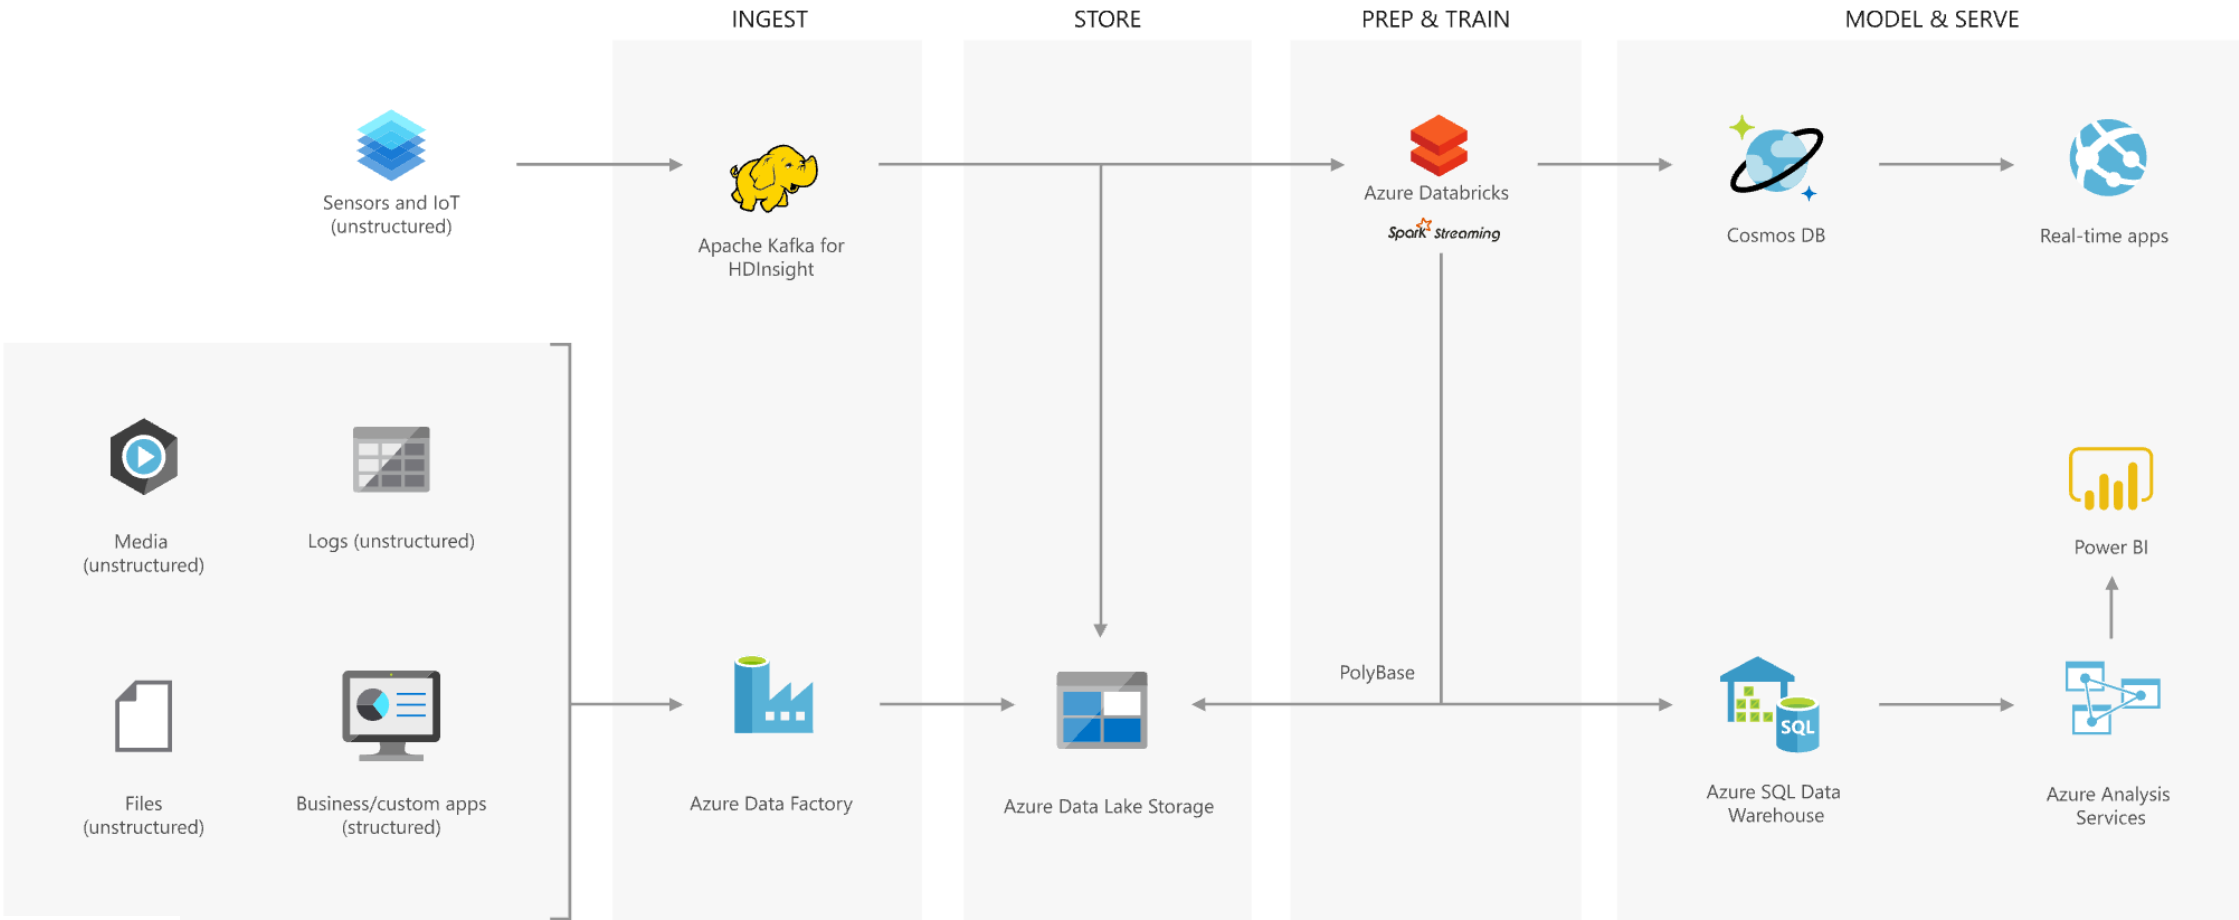 INGEST
STORE
PREP & TRAIN
MODEL & SERVE
Sensors and IoT
(unstructured)
Apache Kafka for
HDInsight
Azure Databricks
Spark Streaming
Cosmos DB
Real-time apps
Media
(unstructured)
Logs (unstructured)
Power BI
PolyBase
SQL
Files
(unstructured)
Business/custom apps
(structured)
Azure Data Factory
Azure Data Lake Storage
Azure SQL Data
Warehouse
Azure Analysis
Services